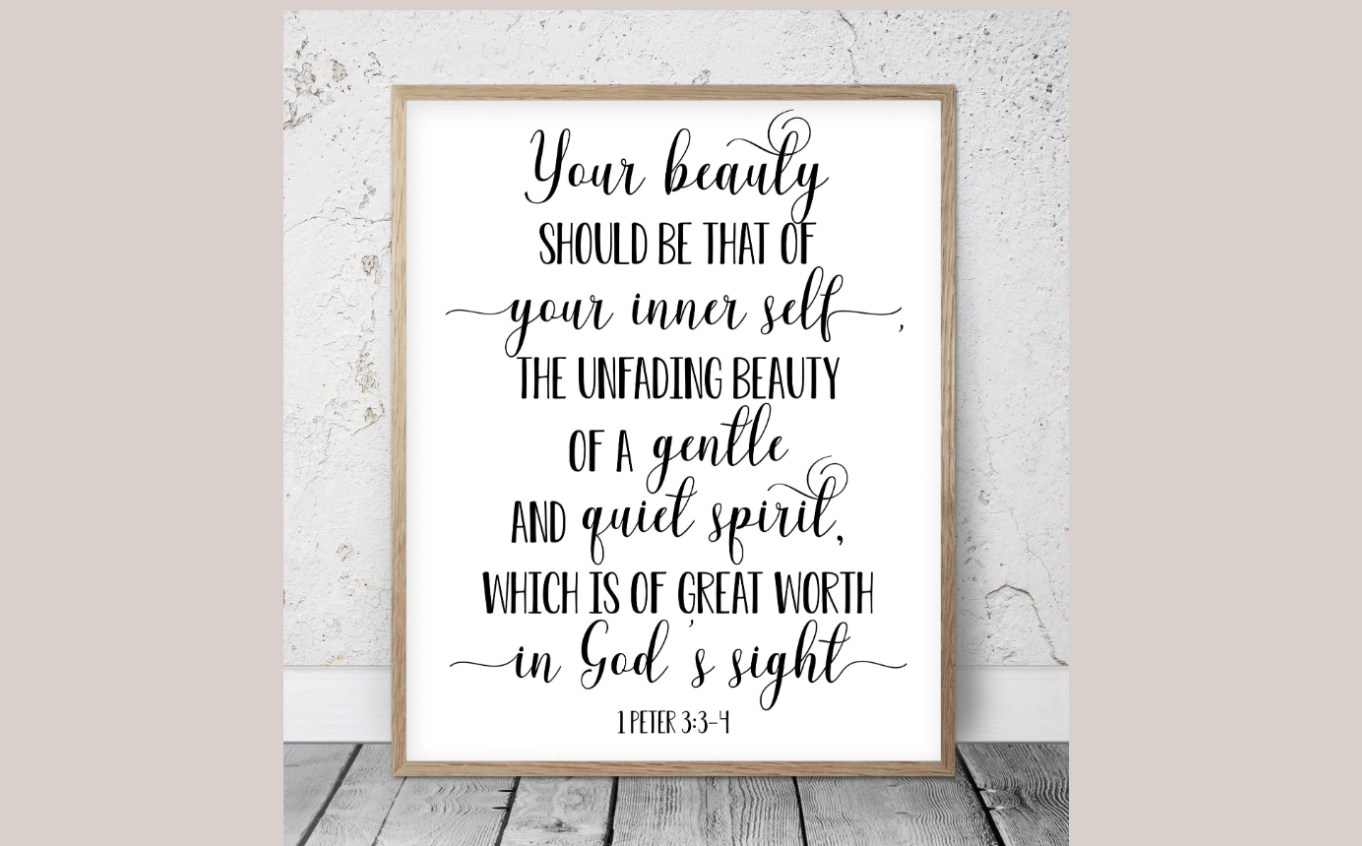 Your beauty
SHOULD BE THAT OF
your inner self,
THE UNFADING BEAUTY
OF A gentle
AND quiet spirit,
WHICH IS OF GREAT WORTH
in God's sight
1 PETER 3:3-4